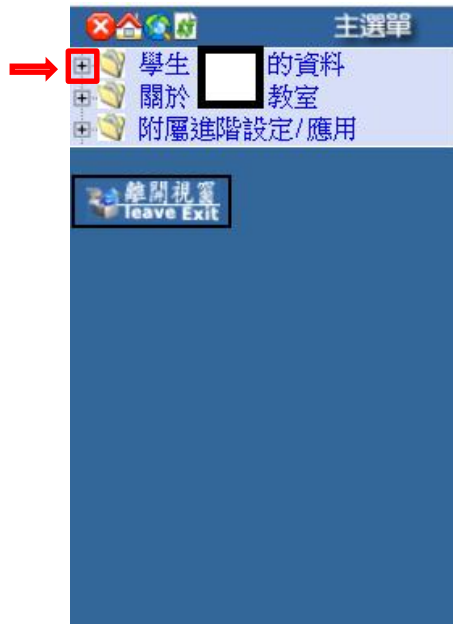 主選單
學生 的資料
關於 教室
附屬進階設定/應用
離開視窗
leave Exit